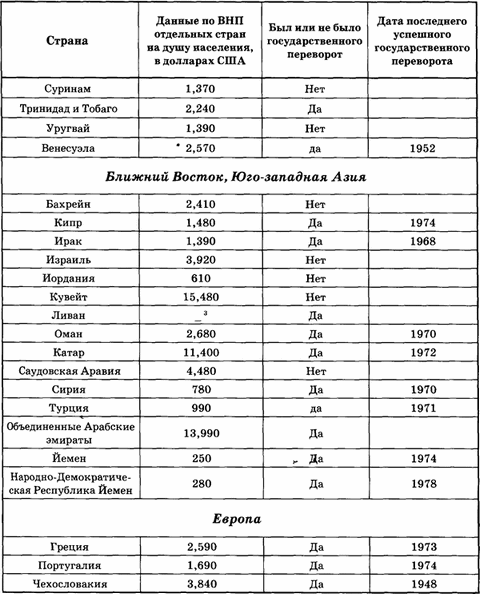 Страна
Данные по ВНП
отдельных стран
на душу населения,
в долларах США
Был или не было
государственного
переворот
Дата последнего
успешного
государственного
переворота
Суринам 1,370 Нет
Тринидад и Тобаго 2,240 Да
Уругвай 1,390 Нет
Венесуэла * 2,570 да 1952
Ближний Восток, Юго-западная Азия
Бахрейн 2,410 Нет
Кипр 1,480 Да 1974
Ирак 1,390 Да 1968
Израиль 3,920 Нет
Иордания 610 Нет
Кувейт 15,480 Нет
Ливан _³ Да
Оман 2,680 Да 1970
Катар 11,400 Да 1972
Саудовская Аравия 4,480 Нет
Сирия 780 Да 1970
Турция 990 да 1971
Объединенные Арабские
эмираты 13,990 Да
Йемен 250 Да 1974
Народно-Демократиче-
ская Республика Йемен 280 Да 1978
Европа
Греция 2,590 Да 1973
Португалия 1,690 Да 1974
Чехословакия 3,840 Да 1948